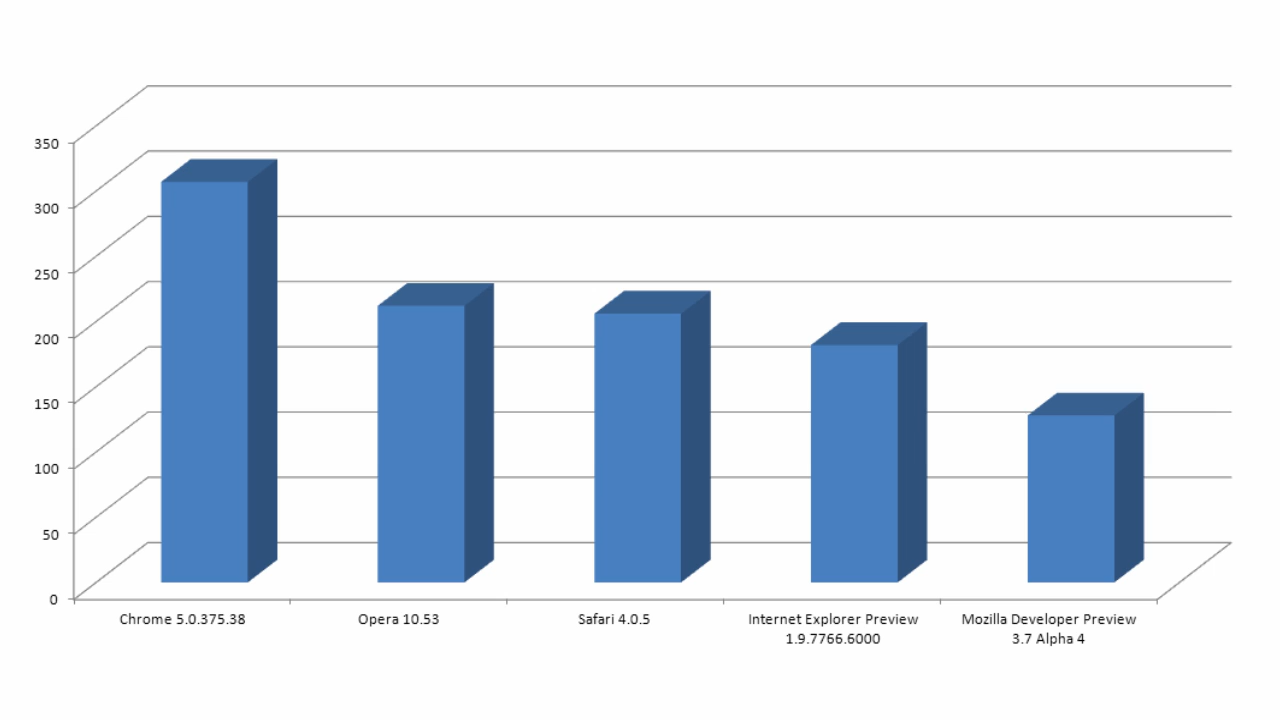 350
300
250
200
150
100
50
0
Chrome 5.0.375.38
Opera 10.53
Safari 4.0.5
Internet Explorer Preview
1.9.7766.6000
Mozilla Developer Preview
3.7 Alpha 4